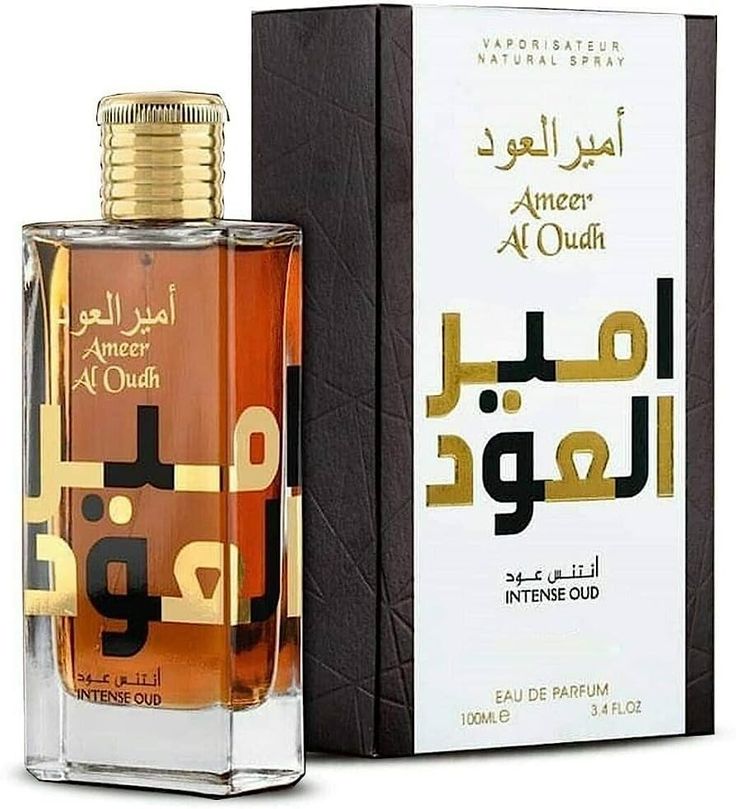 أمير العود
Ameer
Al Oudh
امير
العود
أنتنس عود
INTENSE OUD
VAPORISATEUR
NATURAL SPRAY
أمير العود
Ameer
Al Oudh
امير
العود
أنتنس عود
INTENSE OUD
EAU DE PARFUM
100MLe 3.4 FL.OZ